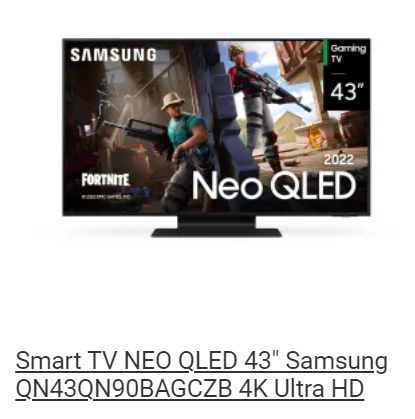 SAMSUNG
Gaming
TV
43"
FORTNITE
2022
Neo QLED
Smart TV NEO QLED 43" Samsung
QN43QN90BAGCZB 4K Ultra HD